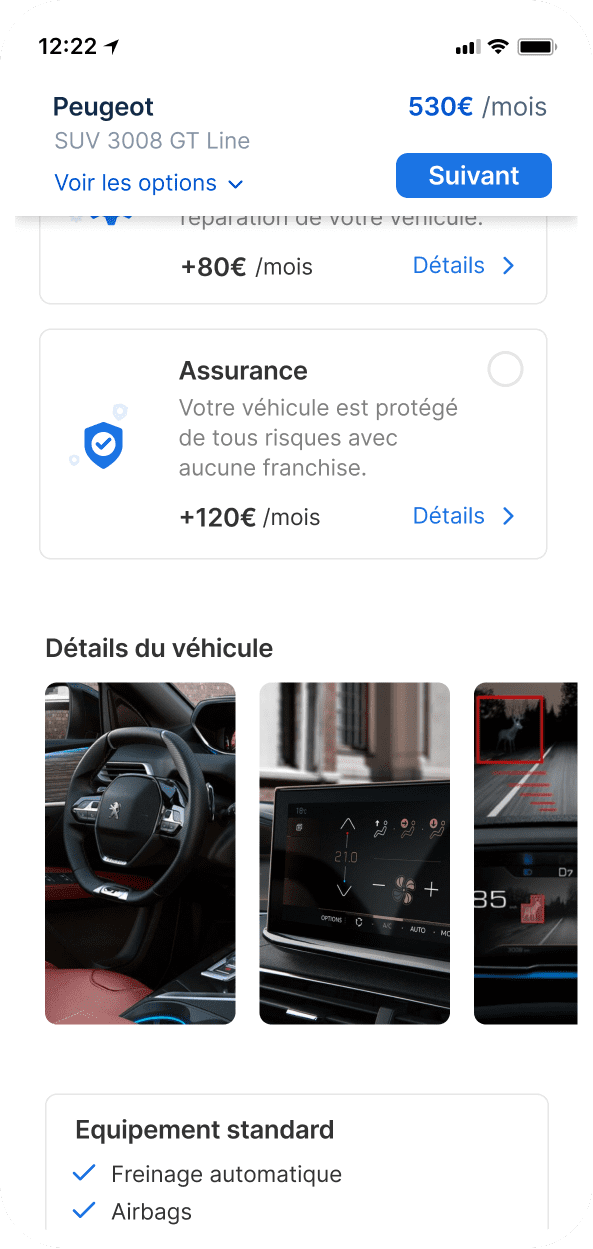 12:22
Peugeot
530€ /mois
SUV 3008 GT Line
Voir les options
Suivant
réparation de votre véhicule.
+80€ /mois
Détails
Assurance
Votre véhicule est protégé
de tous risques avec
aucune franchise.
+120€ /mois
Détails
Détails du véhicule
18c
21.0
OPTIONS
A/C
AUTO
D7
85
Equipement standard
Freinage automatique
Airbags